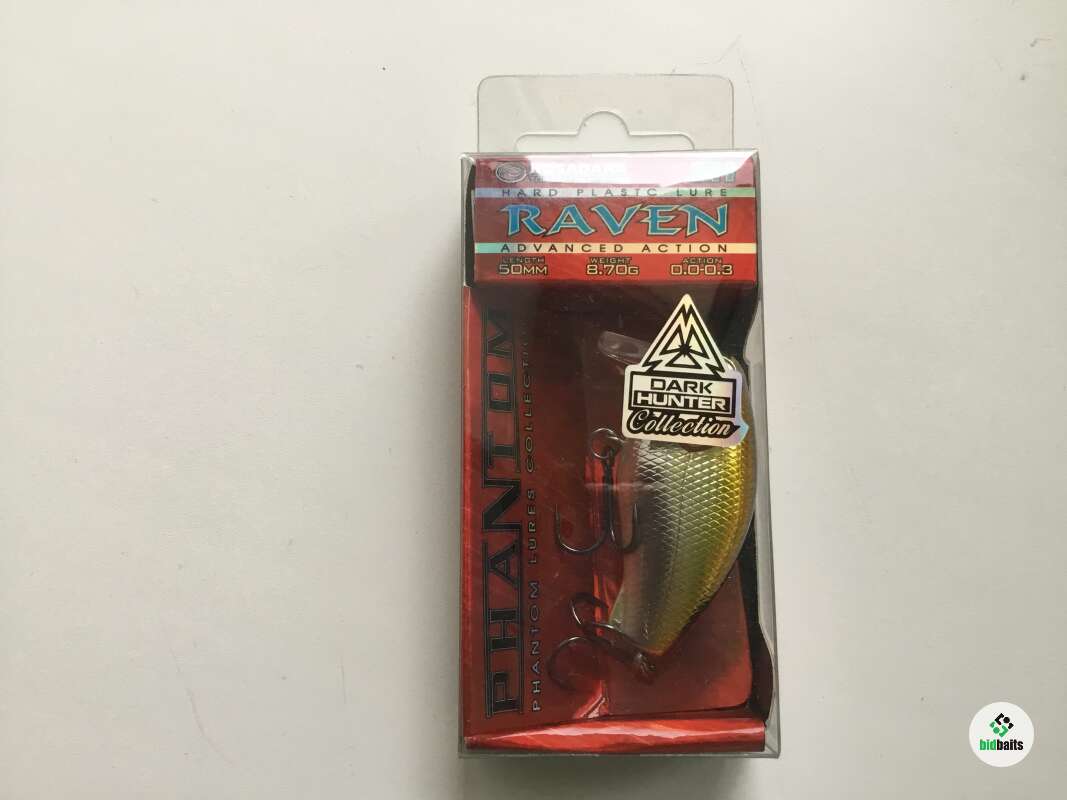 HARD PLASTC LURE
RAVEN
ADVANCED ACTION
LENGTH WEIGHT ACTION
50MM 8.70G 0.0-0.3
DARK
HUNTER
Collection
PHANTOM
PHANTOM LURES COLLECTION
bidbaits